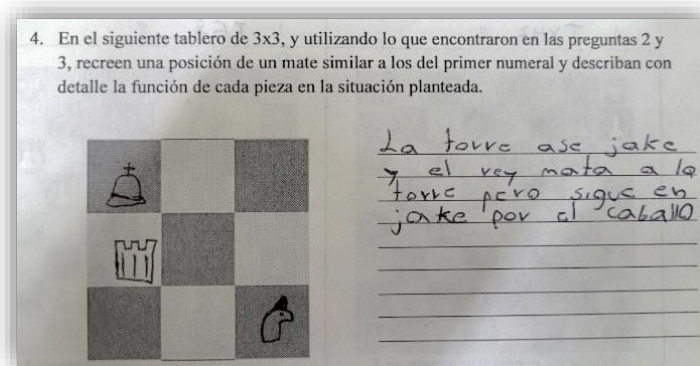 4. En el siguiente tablero de 3x3, y utilizando lo que encontraron en las preguntas 2 y
3, recreen una posición de un mate similar a los del primer numeral y describan con
detalle la función de cada pieza en la situación planteada.
La torre ase jake
y el rey mata a la
torre pero sigue en
jake por el caballo